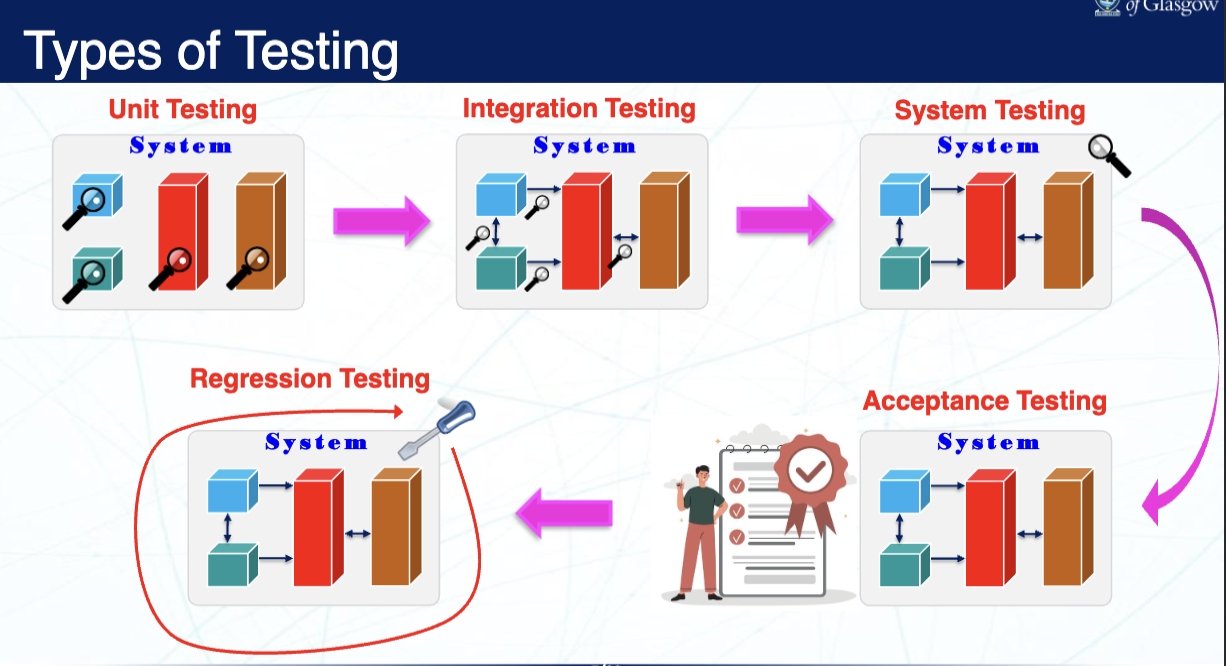 of Glasgow
Types of Testing
Unit Testing
Integration Testing
System Testing
System
System
System
Regression Testing
Acceptance Testing
System
System